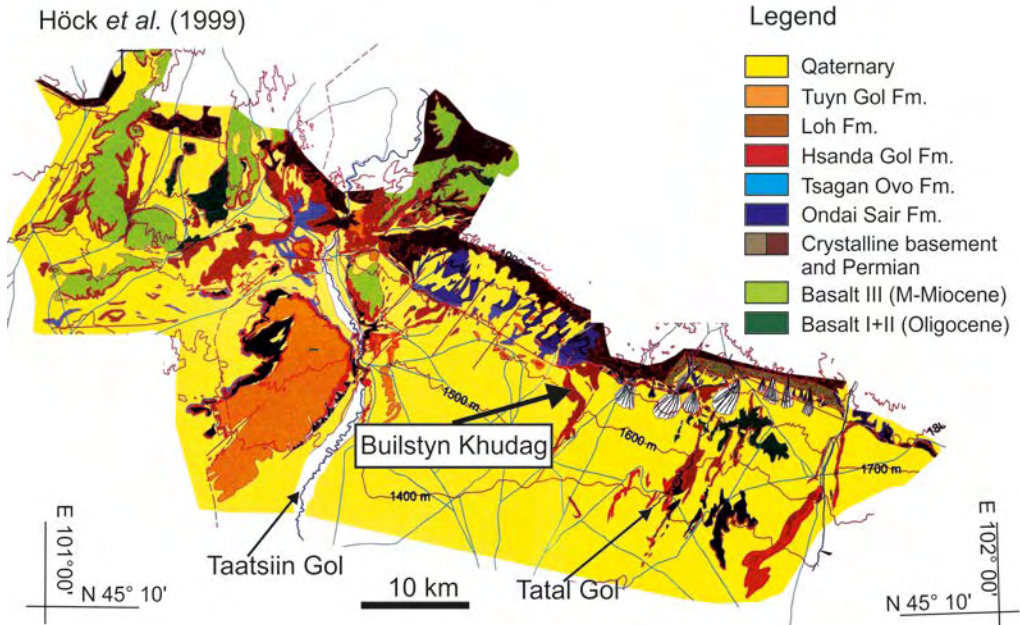 Höck et al. (1999)
Legend
Qaternary
Tuyn Gol Fm.
Loh Fm.
Hsanda Gol Fm.
Tsagan Ovo Fm.
Ondai Sair Fm.
Crystalline basement
and Permian
Basalt III (M-Miocene)
Basalt I+II (Oligocene)
1500 m
Builstyn Khudag
1600 m
1700 m
1400 m
Taatsiin Gol
Tatal Gol
10 km
E 101°00'
N 45° 10'
E 102° 00'
N 45° 10'